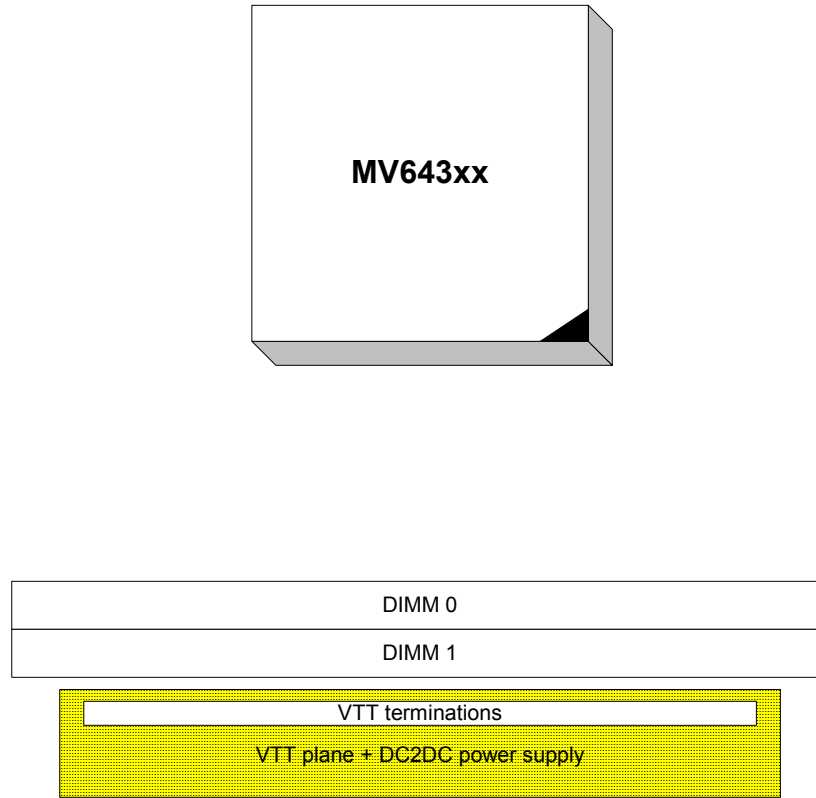 MV643xx
DIMM 0
DIMM 1
VTT terminations
VTT plane + DC2DC power supply